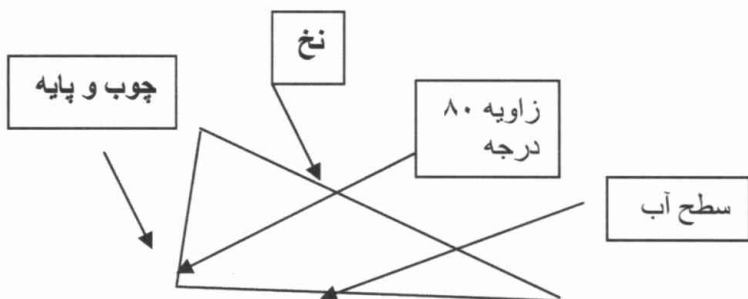 نخ
چوب و پایه
زاویه ۸۰
درجه
سطح آب